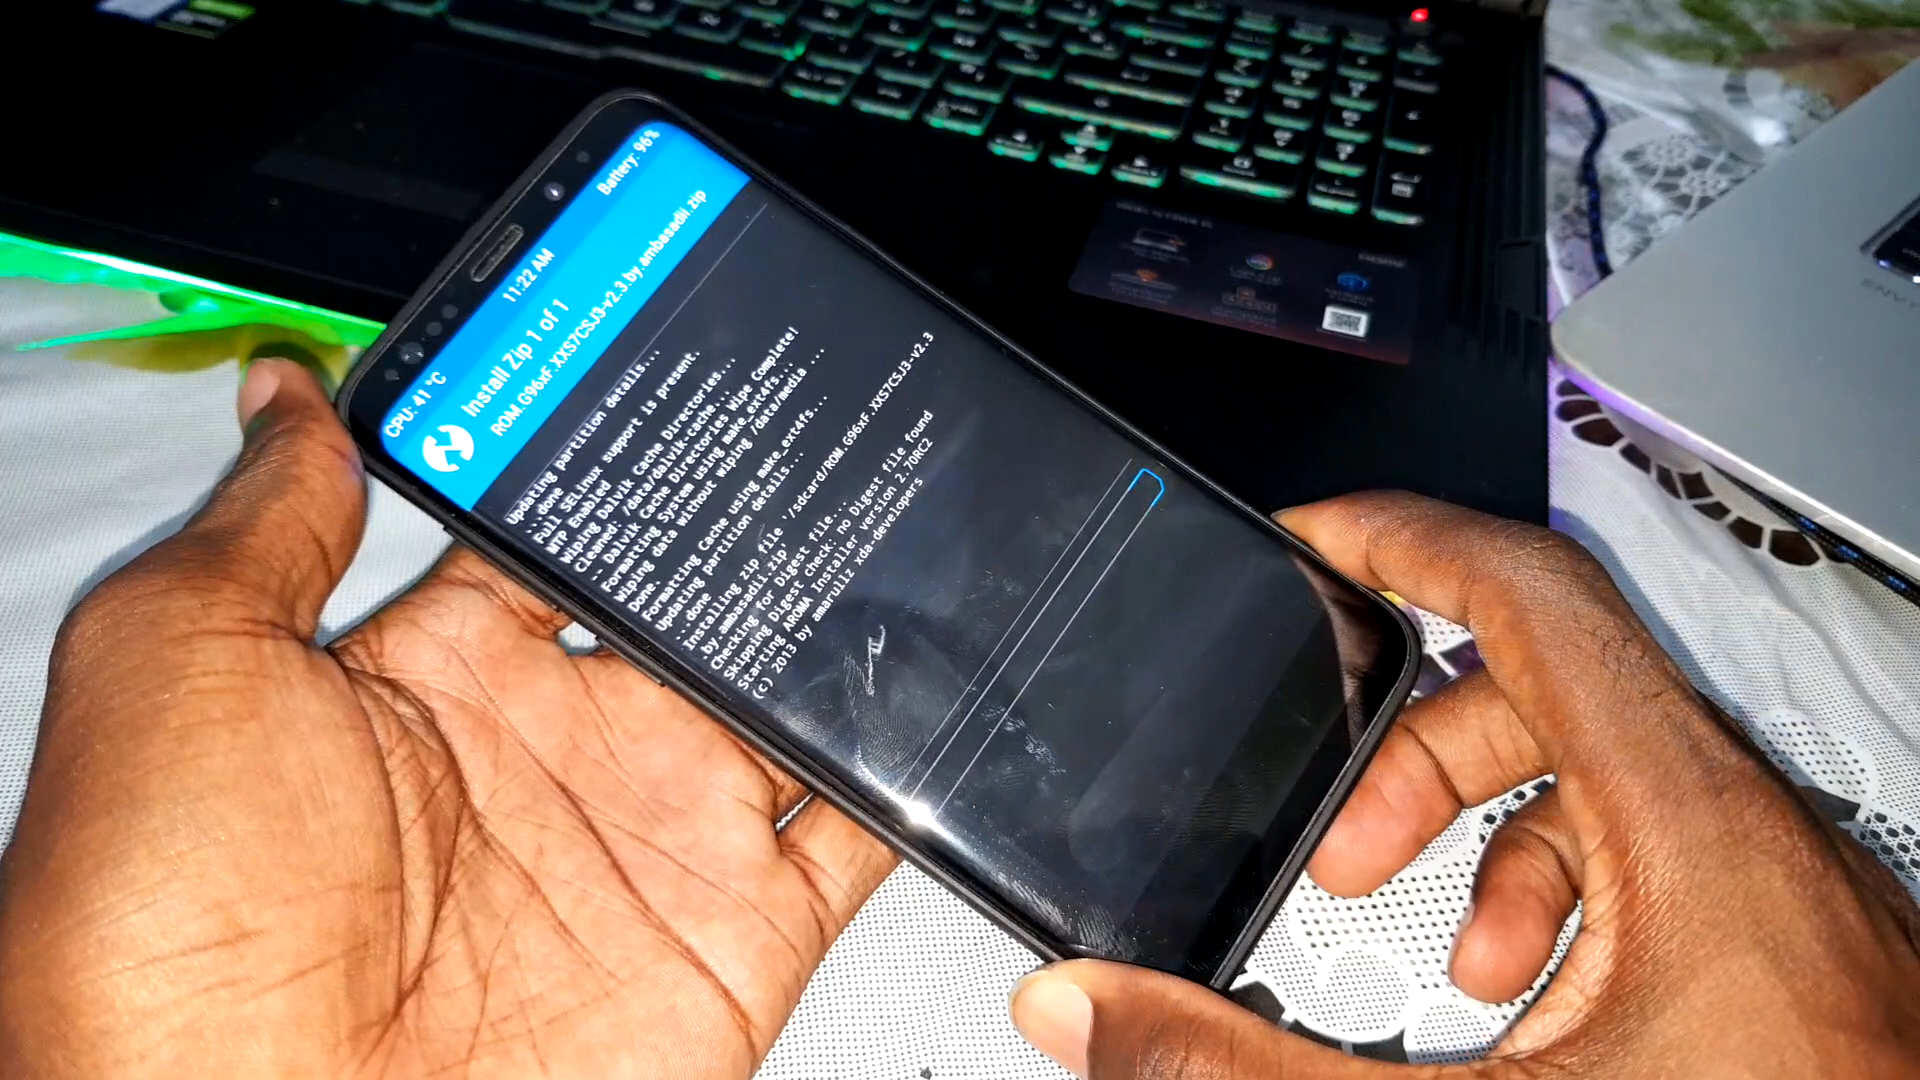 CPU: 41 °C
11:22 AM
Battery: 96%
Install Zip 1 of 1
ROM.G96xF.XXS7CSJ3-v2.3.by.ambasadii.zip
Updating partition details...
...done
Full SELinux support is present.
MTP Enabled
Wiping Dalvik Cache Directories...
Cleaned: /data/dalvik-cache...
-- Dalvik Cache Directories Wipe Complete!
Formatting System using make_ext4fs...
Wiping data without wiping /data/media ...
Done.
Formatting Cache using make_ext4fs...
Updating partition details...
...done
Installing zip file '/sdcard/ROM.G96xF.XXS7CSJ3-v2.3
.by.ambasadii.zip'
Checking for Digest file...
Skipping Digest check: no Digest file found
Starting AROMA Installer version 2.70RC2
(c) 2013 by amarullz xda-developers
ENVY